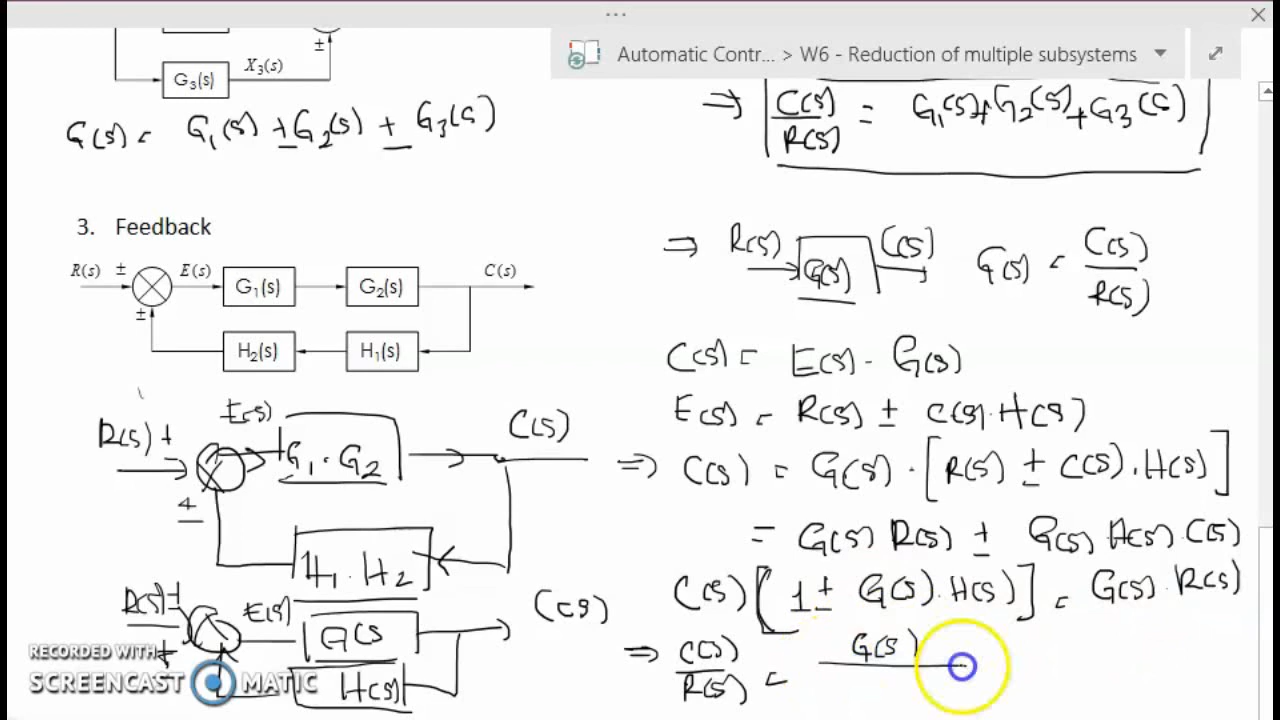 ...
Automatic Contr... > W6 - Reduction of multiple subsystems
±
G₃(s) X₃(s)
G(s) = G₁(s) ± G₂(s) ± G₃(s)
⇒ C(s)/R(s) = G₁(s)+G₂(s)+G₃(s)
3. Feedback
R(s) ± E(s) G₁(s) G₂(s) C(s)
±
H₂(s) H₁(s)
R(s) ± E(s) G₁ · G₂ C(s)
±
H₁ · H₂
R(s) ± E(s) G(s C(s)
+
H(s)
⇒ R(s) G(s) C(s) G(s) = C(s)/R(s)
C(s) = E(s) · G(s)
E(s) = R(s) ± C(s) · H(s)
⇒ C(s) = G(s) · [R(s) ± C(s) · H(s)]
= G(s) R(s) ± G(s) H(s) C(s)
C(s) [1 ± G(s) · H(s)] = G(s) · R(s)
⇒ C(s)/R(s) = G(s)
RECORDED WITH
SCREENCAST MATIC